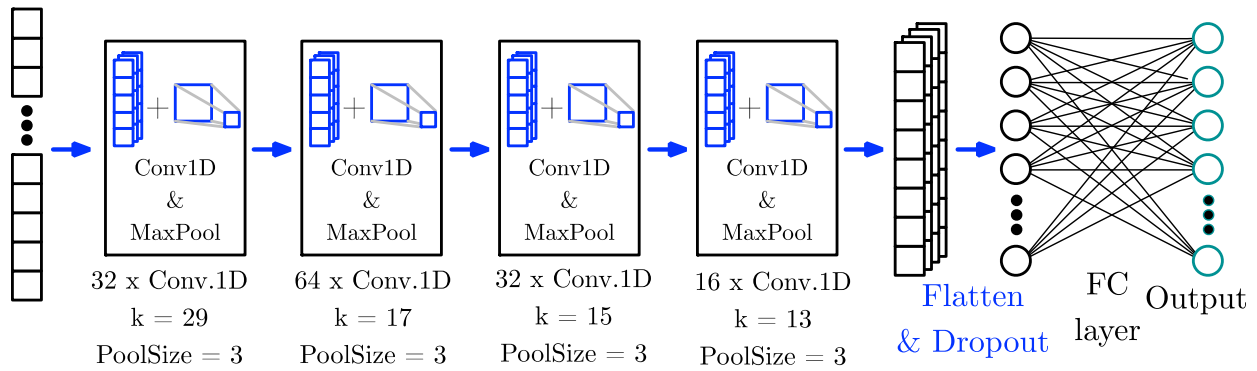 Conv1D
&
MaxPool
32 x Conv.1D
k = 29
PoolSize = 3
Conv1D
&
MaxPool
64 x Conv.1D
k = 17
PoolSize = 3
Conv1D
&
MaxPool
32 x Conv.1D
k = 15
PoolSize = 3
Conv1D
&
MaxPool
16 x Conv.1D
k = 13
PoolSize = 3
Flatten
& Dropout
FC
layer
Output